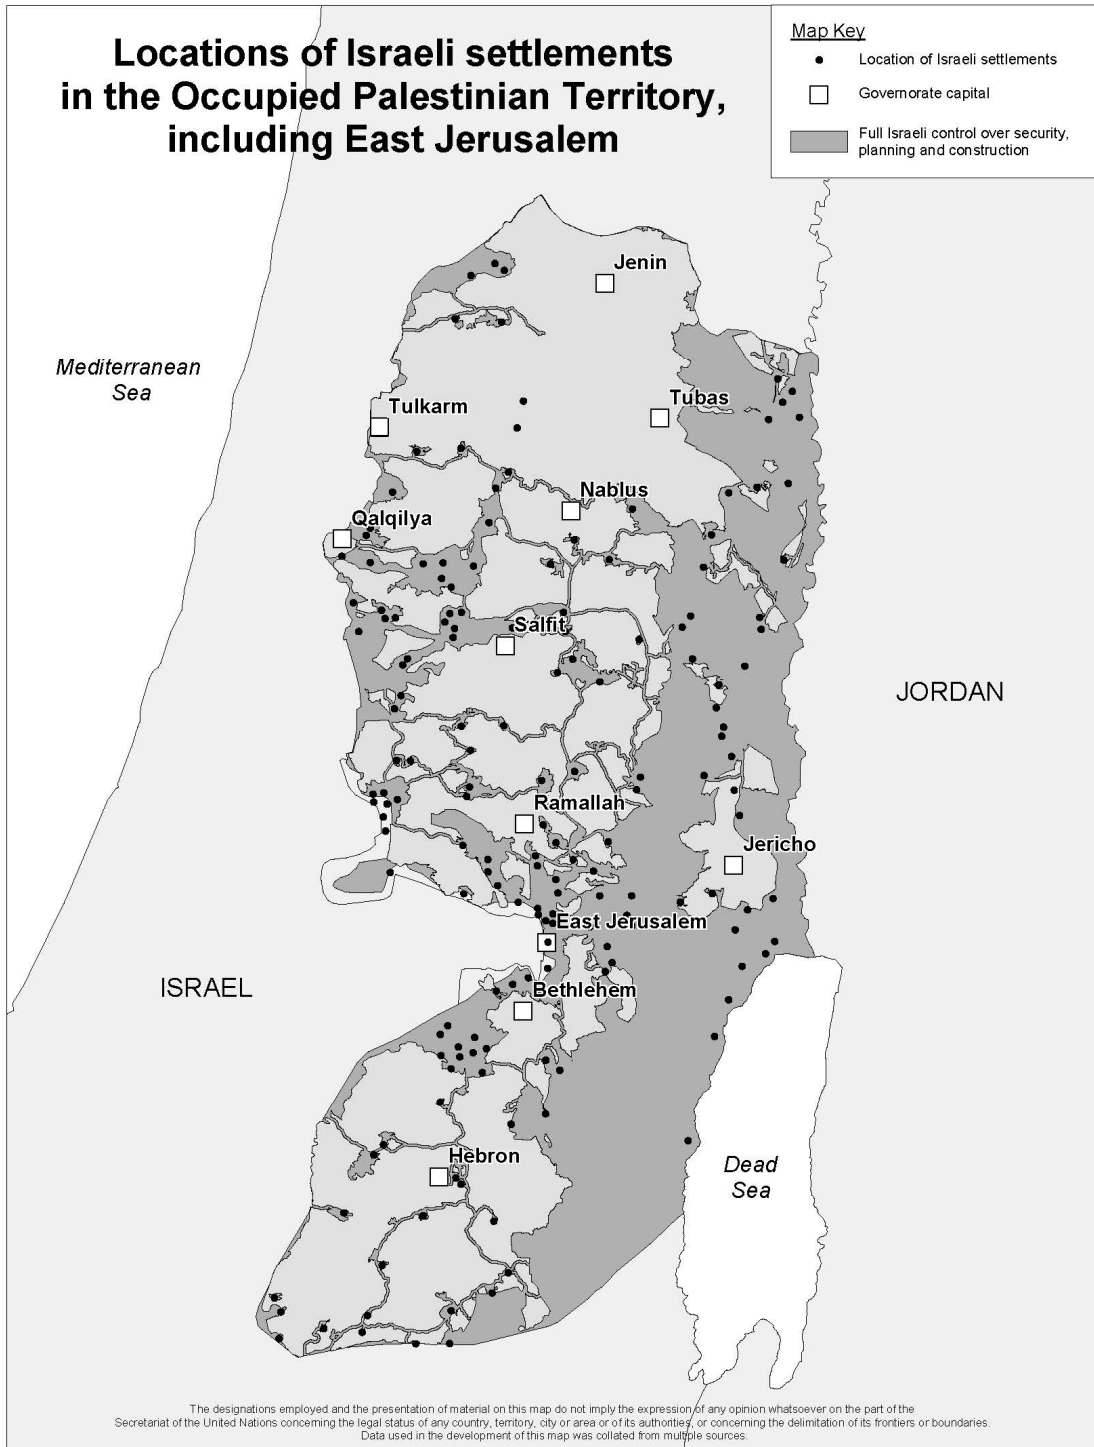 Locations of Israeli settlements
in the Occupied Palestinian Territory,
including East Jerusalem
Map Key
Location of Israeli settlements
Governorate capital
Full Israeli control over security,
planning and construction
Jenin
Mediterranean
Sea
Tubas
Tulkarm
Nablus
Qalqilya
Salfit
JORDAN
Ramallah
Jericho
East Jerusalem
ISRAEL
Bethlehem
Hebron
Dead
Sea
The designations employed and the presentation of material on this map do not imply the expression of any opinion whatsoever on the part of the
Secretariat of the United Nations concerning the legal status of any country, territory, city or area or of its authorities, or concerning the delimitation of its frontiers or boundaries.
Data used in the development of this map was collated from multiple sources.